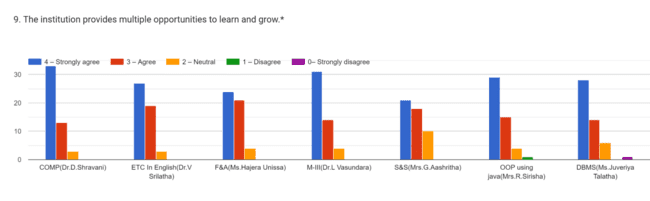 9. The institution provides multiple opportunities to learn and grow.*
4 – Strongly agree 3 – Agree 2 – Neutral 1 – Disagree 0– Strongly disagree
30
20
10
0
COMP(Dr.D.Shravani) ETC In English(Dr.V F&A(Ms.Hajera Unissa) M-III(Dr.L Vasundara) S&S(Mrs.G.Aashritha) OOP using DBMS(Ms.Juveriya
Srilatha) java(Mrs.R.Sirisha) Talatha)